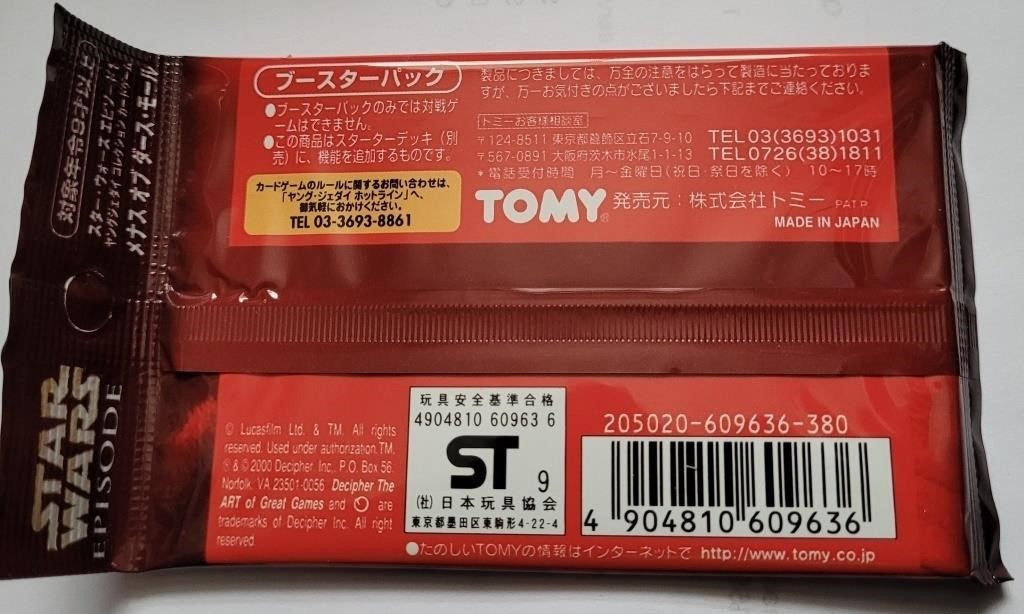 対象年令9才以上
スター・ウォーズ エピソード1
ヤングジェダイ コレクション カードゲーム
メナス オブ ダース・モール
STAR
WARS
EPISODE
ブースターパック
●ブースターパックのみでは対戦ゲ
ームはできません。
●この商品はスターターデッキ(別
売)に、機能を追加するものです。
カードゲームのルールに関するお問い合わせは、
「ヤング・ジェダイ ホットライン」へ、
御気軽におかけください。
TEL 03-3693-8861
製品につきましては、万全の注意をはらって製造に当たっておりま
すが、万一お気付きの点がございましたら下記までご連絡ください。
トミーお客様相談室
〒124-8511 東京都葛飾区立石7-9-10 TEL03(3693)1031
〒567-0891 大阪府茨木市水尾1-1-13 TEL0726(38)1811
*電話受付時間 月〜金曜日(祝日・祭日を除く) 10〜17時
TOMY® 発売元:株式会社トミー PAT.P
MADE IN JAPAN
© Lucasfilm Ltd. & TM. All rights
reserved. Used under authorization.TM,
® & © 2000 Decipher Inc., P.O. Box 56,
Norfolk, VA 23501-0056. Decipher The
ART of Great Games and are
trademarks of Decipher Inc. All right
reserved.
玩具安全基準合格
4904810 60963 6
ST 9
(社)日本玩具協会
東京都墨田区東駒形4-22-4
205020-609636-380
4 904810 609636
●たのしいTOMYの情報はインターネットで http://www.tomy.co.jp